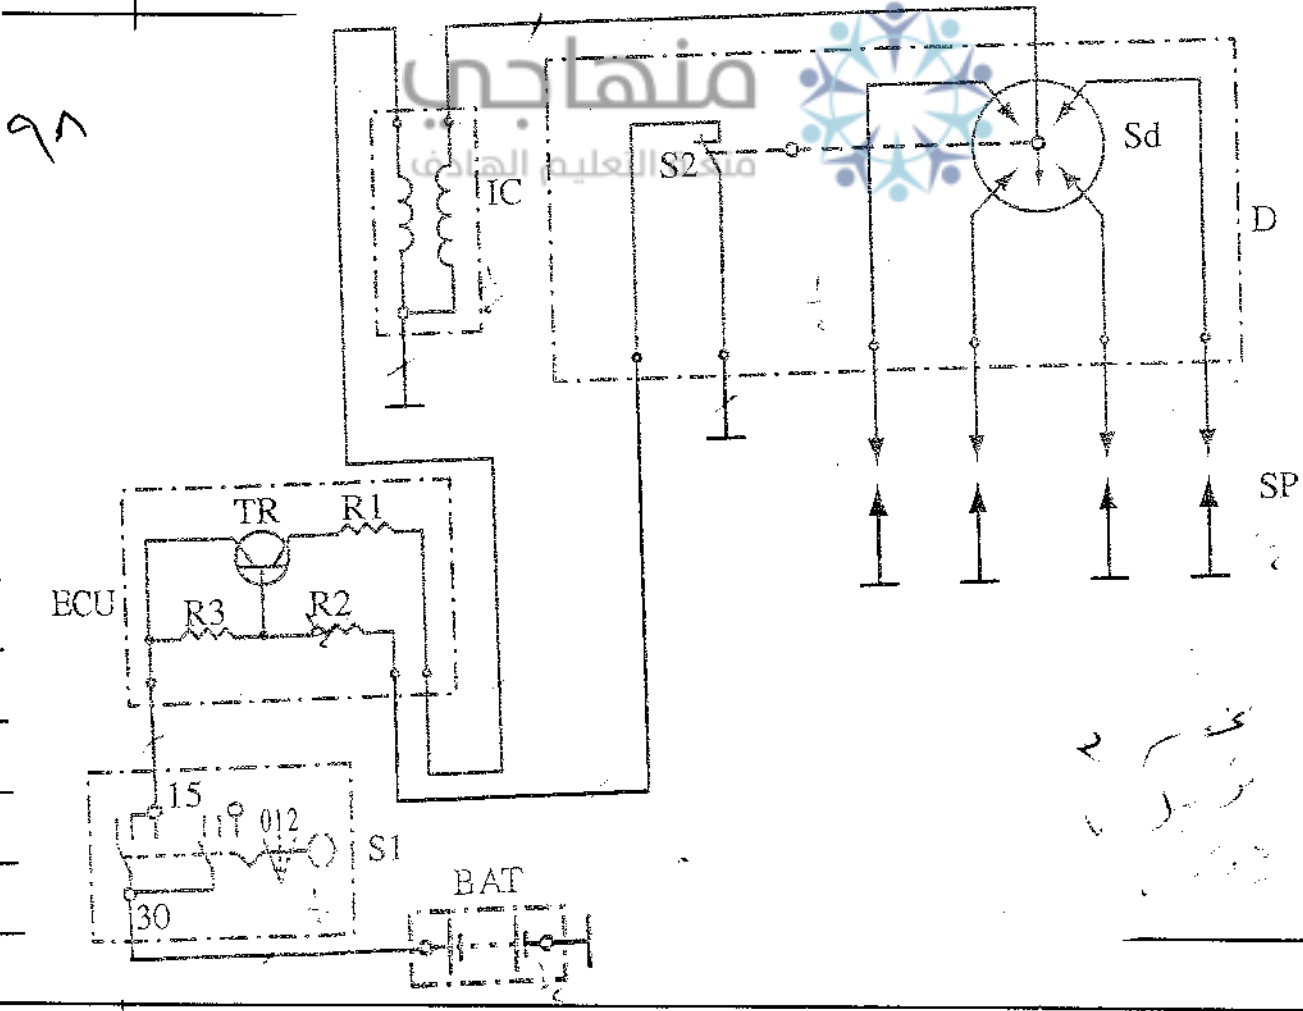 ٩٨
منهاجي
متعة التعليم الهادف
Sd
S2
IC
D
SP
TR
R1
ECU
R3
R2
15
012
S1
30
BAT